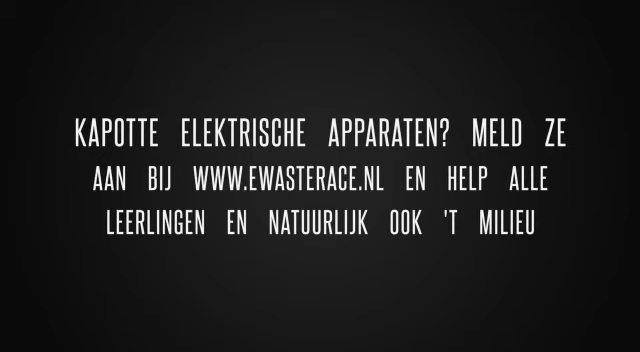 KAPOTTE ELEKTRISCHE APPARATEN? MELD ZE
AAN BIJ WWW.EWASTERACE.NL EN HELP ALLE
LEERLINGEN EN NATUURLIJK OOK 'T MILIEU